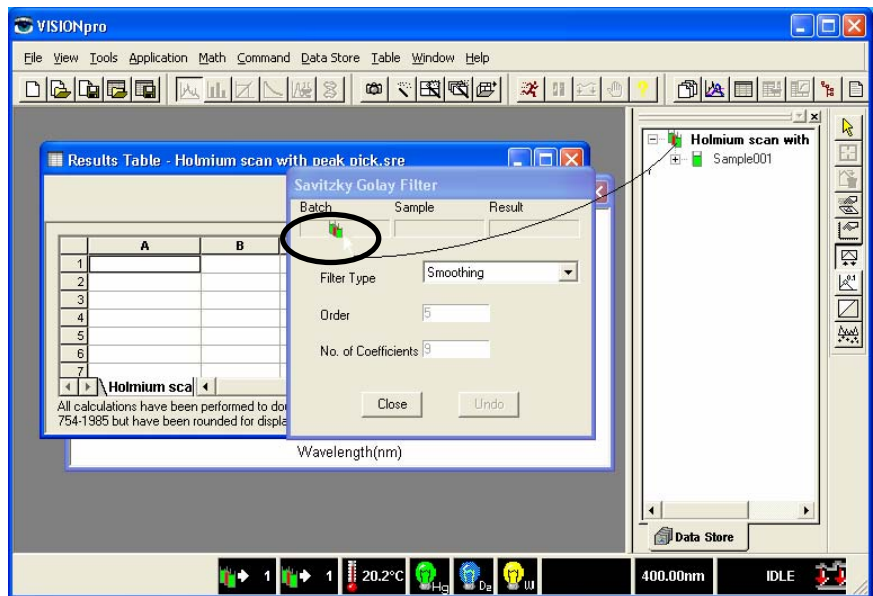 VISIONpro
File View Tools Application Math Command Data Store Table Window Help
Results Table - Holmium scan with peak pick.sre
Holmium scan with
Sample001
Savitzky Golay Filter
Batch Sample Result
A B
1
2
3
4
5
6
7
Filter Type Smoothing
Order 5
No. of Coefficients 9
Close Undo
Holmium sca
All calculations have been performed to do
754-1985 but have been rounded for displa
Wavelength(nm)
Data Store
1 1 20.2°C Hg D2 W 400.00nm IDLE